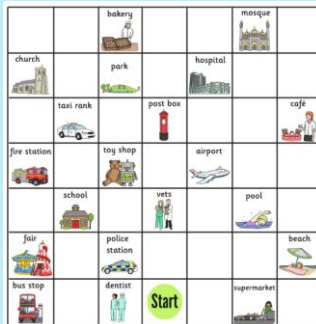 bakery
mosque
church
park
hospital
taxi rank
post box
café
fire station
toy shop
airport
school
vets
pool
fair
police
station
beach
bus stop
dentist
Start
supermarket